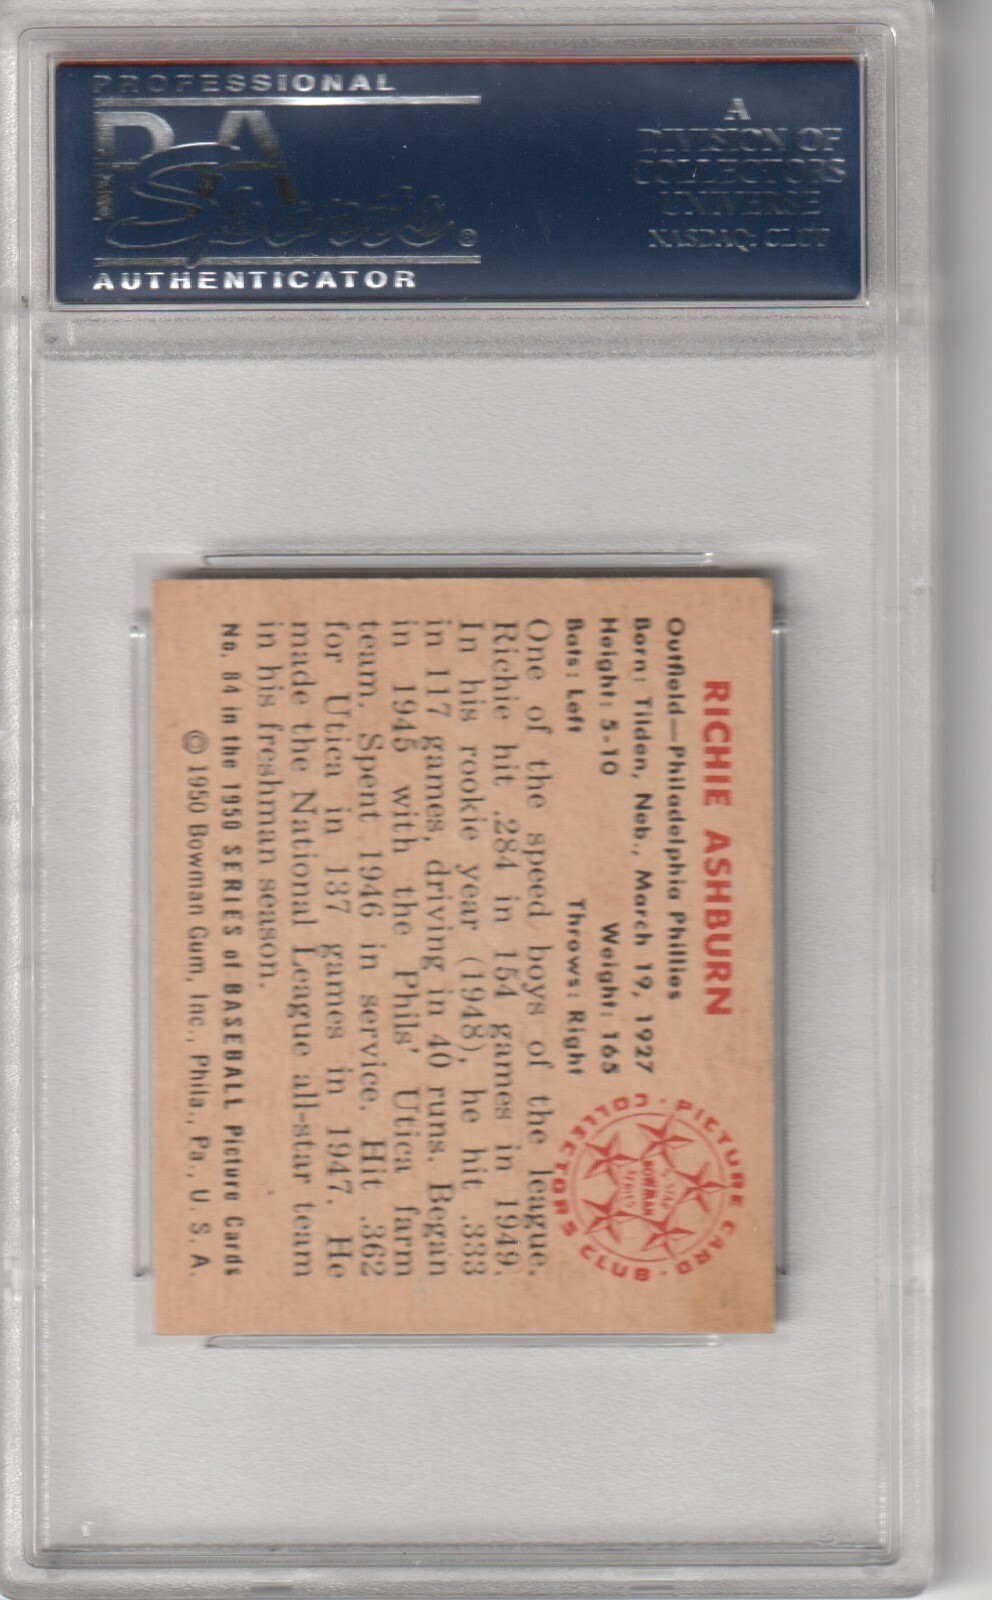 PROFESSIONAL
PSA
Sports®
AUTHENTICATOR
A
DIVISION OF
COLLECTORS
UNIVERSE
NASDAQ: CLCT
RICHIE ASHBURN
Outfield—Philadelphia Phillies
Born: Tilden, Neb., March 19, 1927
Height: 5-10 Weight: 165
Bats: Left Throws: Right
PICTURE CARD COLLECTORS CLUB
5-STAR
BOWMAN
SERIES
One of the speed boys of the league.
Richie hit .284 in 154 games in 1949.
In his rookie year (1948), he hit .333
in 117 games, driving in 40 runs. Began
in 1945 with the Phils' Utica farm
team. Spent 1946 in service. Hit .362
for Utica in 137 games in 1947. He
made the National League all-star team
in his freshman season.
No. 84 in the 1950 SERIES of BASEBALL Picture Cards
© 1950 Bowman Gum, Inc., Phila., Pa., U. S. A.